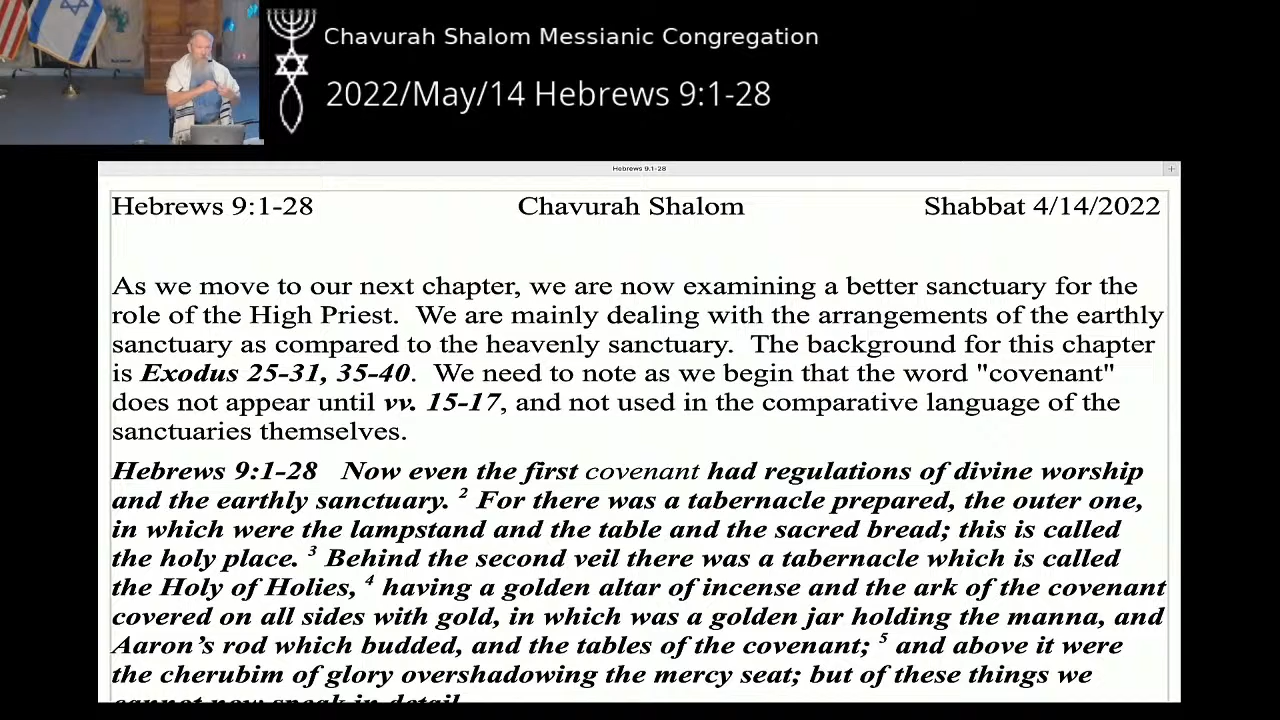 Chavurah Shalom Messianic Congregation
2022/May/14 Hebrews 9:1-28
Hebrews 9.1-28
Hebrews 9:1-28 Chavurah Shalom Shabbat 4/14/2022
As we move to our next chapter, we are now examining a better sanctuary for the
role of the High Priest. We are mainly dealing with the arrangements of the earthly
sanctuary as compared to the heavenly sanctuary. The background for this chapter
is Exodus 25-31, 35-40. We need to note as we begin that the word "covenant"
does not appear until vv. 15-17, and not used in the comparative language of the
sanctuaries themselves.
Hebrews 9:1-28 Now even the first covenant had regulations of divine worship
and the earthly sanctuary. 2 For there was a tabernacle prepared, the outer one,
in which were the lampstand and the table and the sacred bread; this is called
the holy place. 3 Behind the second veil there was a tabernacle which is called
the Holy of Holies, 4 having a golden altar of incense and the ark of the covenant
covered on all sides with gold, in which was a golden jar holding the manna, and
Aaron’s rod which budded, and the tables of the covenant; 5 and above it were
the cherubim of glory overshadowing the mercy seat; but of these things we
cannot now speak in detail